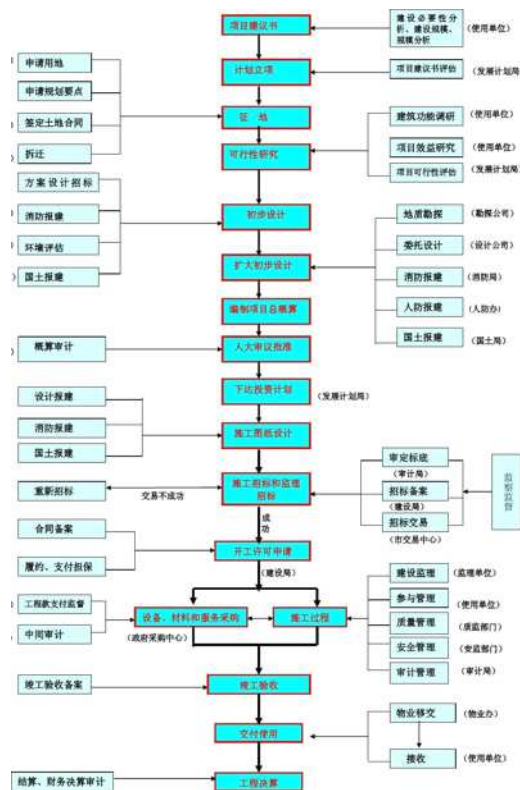 项目建议书
建设必要性分
析、建设规模、
规模分析
(使用单位)
申请用地
申请规划要点
签定土地合同
拆迁
计划立项
项目建议书评估
(发展计划局)
征 地
建筑功能调研
(使用单位)
项目效益研究
(使用单位)
项目可行性评估
(发展计划局)
可行性研究
方案设计招标
消防报建
环境评估
国土报建
初步设计
地质勘探
(勘探公司)
委托设计
(设计公司)
消防报建
(消防局)
人防报建
(人防办)
国土报建
(国土局)
扩大初步设计
编制项目总概算
概算审计
人大审议批准
下达投资计划
(发展计划局)
设计报建
消防报建
国土报建
施工图纸设计
审定标底
(审计局)
招标备案
(建设局)
招标交易
(市交易中心)
监察监督
重新招标
交易不成功
施工招标和监理
招标
成功
合同备案
履约、支付担保
开工许可申请
(建设局)
工程款支付监督
中间审计
设备、材料和服务采购
(政府采购中心)
施工过程
建设监理
(监理单位)
参与管理
(使用单位)
质量管理
(质监部门)
安全管理
(安监部门)
审计管理
(审计局)
竣工验收备案
竣工验收
物业移交
(物业办)
交付使用
接收
(使用单位)
结算、财务决算审计
工程决算